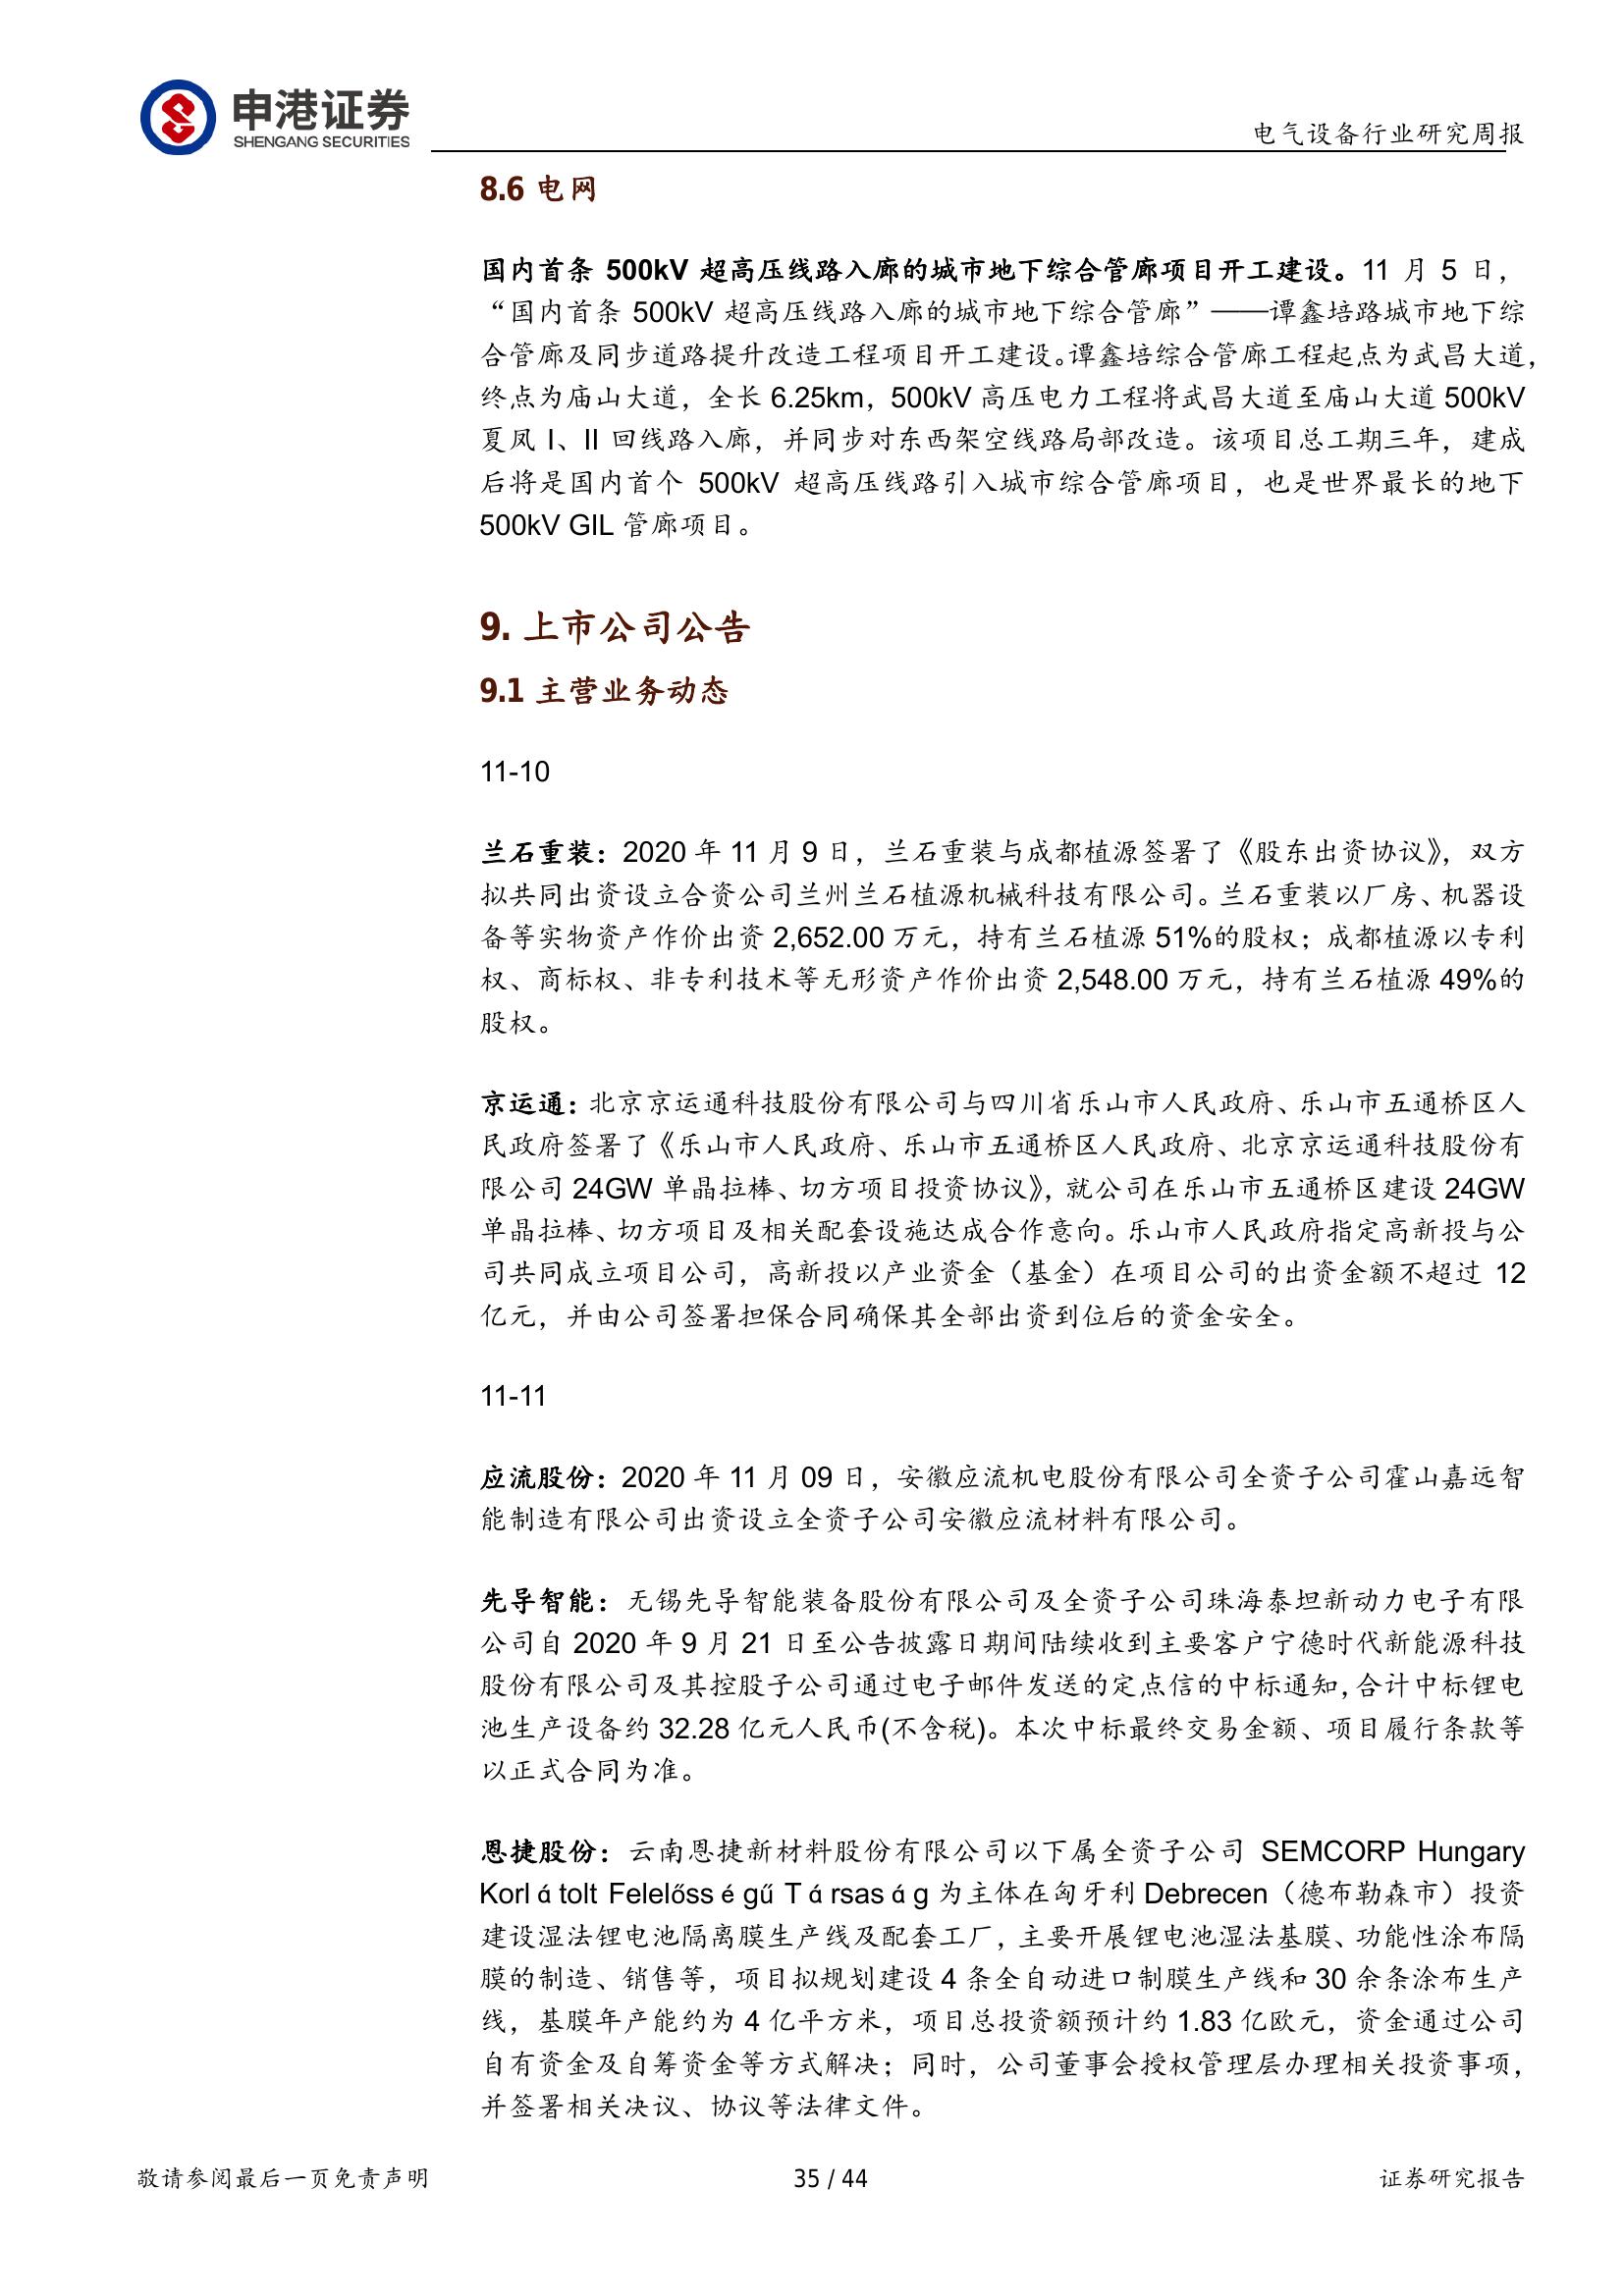 申港证券
SHENGANG SECURITIES
电气设备行业研究周报
8.6 电网
国内首条 500kV 超高压线路入廊的城市地下综合管廊项目开工建设。11 月 5 日，
“国内首条 500kV 超高压线路入廊的城市地下综合管廊”——谭鑫培路城市地下综
合管廊及同步道路提升改造工程项目开工建设。谭鑫培综合管廊工程起点为武昌大道，
终点为庙山大道，全长 6.25km，500kV 高压电力工程将武昌大道至庙山大道 500kV
夏凤 I、II 回线路入廊，并同步对东西架空线路局部改造。该项目总工期三年，建成
后将是国内首个 500kV 超高压线路引入城市综合管廊项目，也是世界最长的地下
500kV GIL 管廊项目。
9. 上市公司公告
9.1 主营业务动态
11-10
兰石重装：2020 年 11 月 9 日，兰石重装与成都植源签署了《股东出资协议》，双方
拟共同出资设立合资公司兰州兰石植源机械科技有限公司。兰石重装以厂房、机器设
备等实物资产作价出资 2,652.00 万元，持有兰石植源 51%的股权；成都植源以专利
权、商标权、非专利技术等无形资产作价出资 2,548.00 万元，持有兰石植源 49%的
股权。
京运通：北京京运通科技股份有限公司与四川省乐山市人民政府、乐山市五通桥区人
民政府签署了《乐山市人民政府、乐山市五通桥区人民政府、北京京运通科技股份有
限公司 24GW 单晶拉棒、切方项目投资协议》，就公司在乐山市五通桥区建设 24GW
单晶拉棒、切方项目及相关配套设施达成合作意向。乐山市人民政府指定高新投与公
司共同成立项目公司，高新投以产业资金（基金）在项目公司的出资金额不超过 12
亿元，并由公司签署担保合同确保其全部出资到位后的资金安全。
11-11
应流股份：2020 年 11 月 09 日，安徽应流机电股份有限公司全资子公司霍山嘉远智
能制造有限公司出资设立全资子公司安徽应流材料有限公司。
先导智能：无锡先导智能装备股份有限公司及全资子公司珠海泰坦新动力电子有限
公司自 2020 年 9 月 21 日至公告披露日期间陆续收到主要客户宁德时代新能源科技
股份有限公司及其控股子公司通过电子邮件发送的定点信的中标通知，合计中标锂电
池生产设备约 32.28 亿元人民币(不含税)。本次中标最终交易金额、项目履行条款等
以正式合同为准。
恩捷股份：云南恩捷新材料股份有限公司以下属全资子公司 SEMCORP Hungary
Korl á tolt Felelőss é gű T á rsas á g 为主体在匈牙利 Debrecen（德布勒森市）投资
建设湿法锂电池隔离膜生产线及配套工厂，主要开展锂电池湿法基膜、功能性涂布隔
膜的制造、销售等，项目拟规划建设 4 条全自动进口制膜生产线和 30 余条涂布生产
线，基膜年产能约为 4 亿平方米，项目总投资额预计约 1.83 亿欧元，资金通过公司
自有资金及自筹资金等方式解决；同时，公司董事会授权管理层办理相关投资事项，
并签署相关决议、协议等法律文件。
敬请参阅最后一页免责声明
35 / 44
证券研究报告